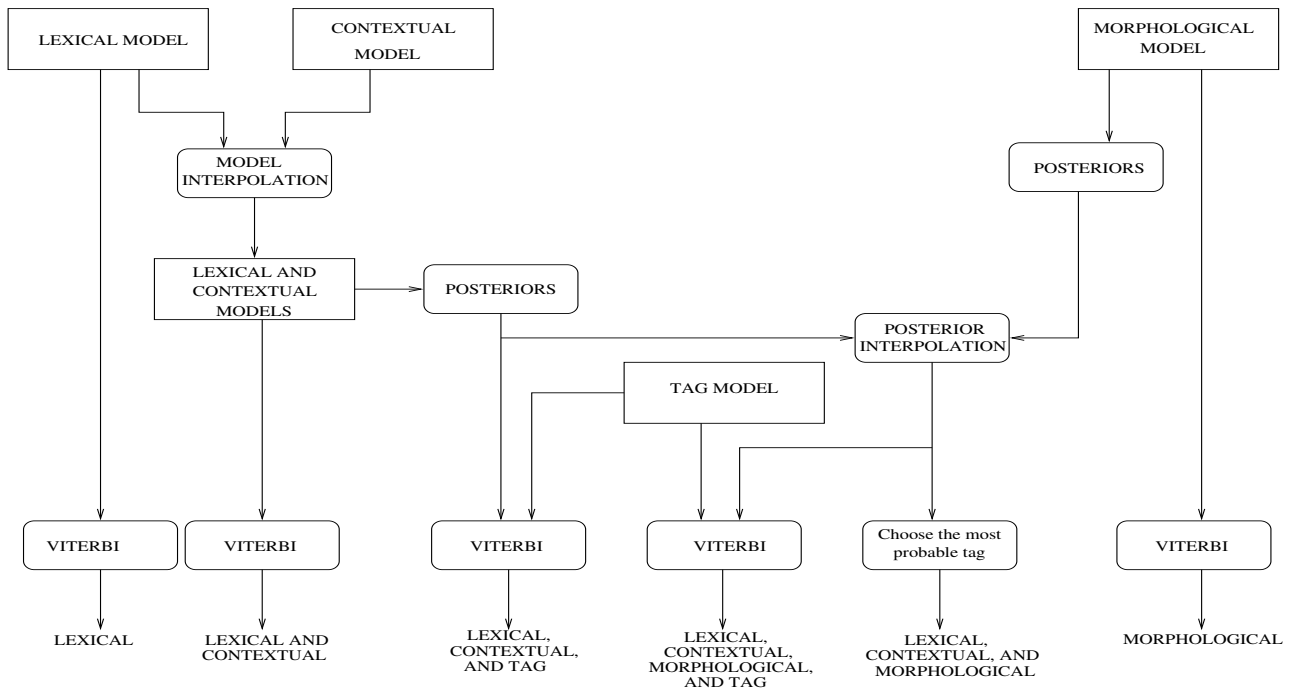 LEXICAL MODEL
CONTEXTUAL
MODEL
MORPHOLOGICAL
MODEL
MODEL
INTERPOLATION
POSTERIORS
LEXICAL AND
CONTEXTUAL
MODELS
POSTERIORS
POSTERIOR
INTERPOLATION
TAG MODEL
VITERBI
VITERBI
VITERBI
VITERBI
Choose the most
probable tag
VITERBI
LEXICAL
LEXICAL AND
CONTEXTUAL
LEXICAL,
CONTEXTUAL,
AND TAG
LEXICAL,
CONTEXTUAL,
MORPHOLOGICAL,
AND TAG
LEXICAL,
CONTEXTUAL, AND
MORPHOLOGICAL
MORPHOLOGICAL